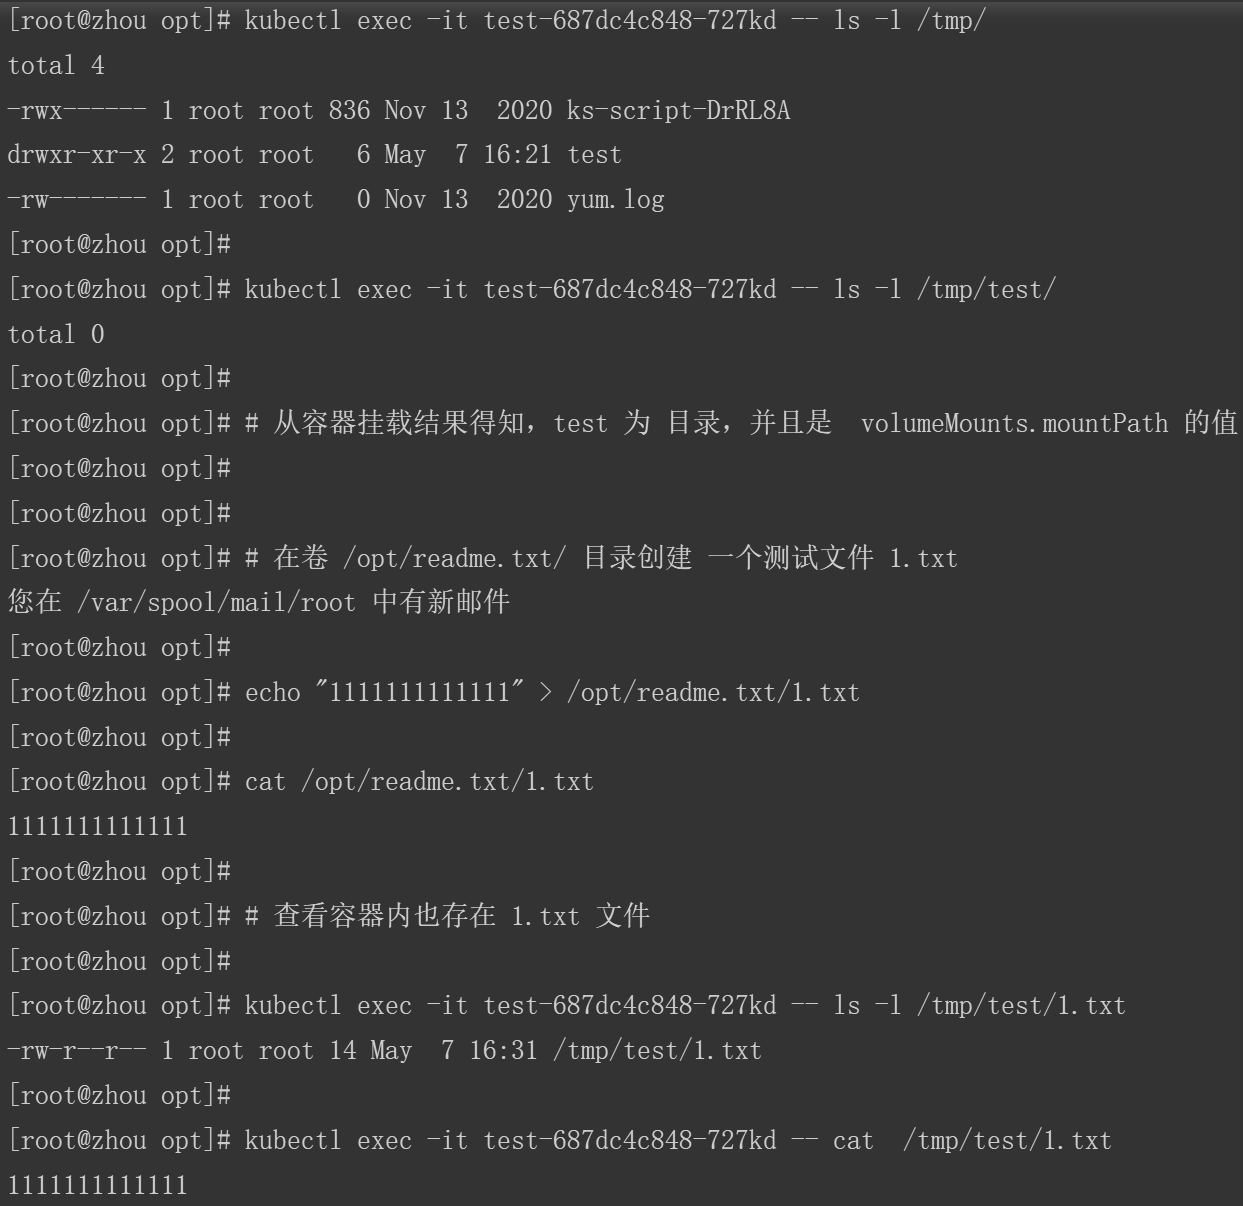 [root@zhou opt]# kubectl exec -it test-687dc4c848-727kd -- ls -l /tmp/
total 4
-rwx------ 1 root root 836 Nov 13  2020 ks-script-DrRL8A
drwxr-xr-x 2 root root   6 May  7 16:21 test
-rw------- 1 root root   0 Nov 13  2020 yum.log
[root@zhou opt]#
[root@zhou opt]# kubectl exec -it test-687dc4c848-727kd -- ls -l /tmp/test/
total 0
[root@zhou opt]#
[root@zhou opt]# # 从容器挂载结果得知，test 为 目录，并且是  volumeMounts.mountPath 的值
[root@zhou opt]#
[root@zhou opt]#
[root@zhou opt]# # 在卷 /opt/readme.txt/ 目录创建 一个测试文件 1.txt
您在 /var/spool/mail/root 中有新邮件
[root@zhou opt]#
[root@zhou opt]# echo "1111111111111" > /opt/readme.txt/1.txt
[root@zhou opt]#
[root@zhou opt]# cat /opt/readme.txt/1.txt
1111111111111
[root@zhou opt]#
[root@zhou opt]# # 查看容器内也存在 1.txt 文件
[root@zhou opt]#
[root@zhou opt]# kubectl exec -it test-687dc4c848-727kd -- ls -l /tmp/test/1.txt
-rw-r--r-- 1 root root 14 May  7 16:31 /tmp/test/1.txt
[root@zhou opt]#
[root@zhou opt]# kubectl exec -it test-687dc4c848-727kd -- cat  /tmp/test/1.txt
1111111111111